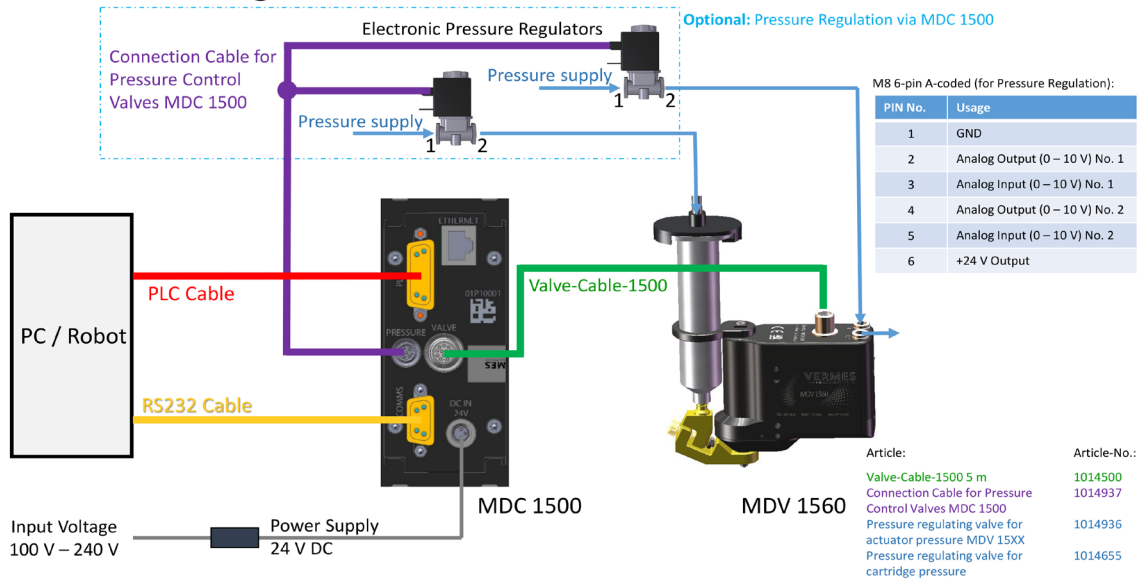 Optional: Pressure Regulation via MDC 1500
Electronic Pressure Regulators
Connection Cable for
Pressure Control
Valves MDC 1500
Pressure supply
1
2
Pressure supply
1
2
M8 6-pin A-coded (for Pressure Regulation):
PIN No. Usage
1 GND
2 Analog Output (0 – 10 V) No. 1
3 Analog Input (0 – 10 V) No. 1
4 Analog Output (0 – 10 V) No. 2
5 Analog Input (0 – 10 V) No. 2
6 +24 V Output
ETHERNET
PC / Robot
PLC Cable
01P10001
Valve-Cable-1500
PRESSURE
VALVE
MES
RS232 Cable
COMMS
DC IN
24V
VERMES
MDV 1560
MDC 1500
MDV 1560
Input Voltage
100 V – 240 V
Power Supply
24 V DC
Article: Article-No.:
Valve-Cable-1500 5 m 1014500
Connection Cable for Pressure 1014937
Control Valves MDC 1500
Pressure regulating valve for 1014936
actuator pressure MDV 15XX
Pressure regulating valve for 1014655
cartridge pressure